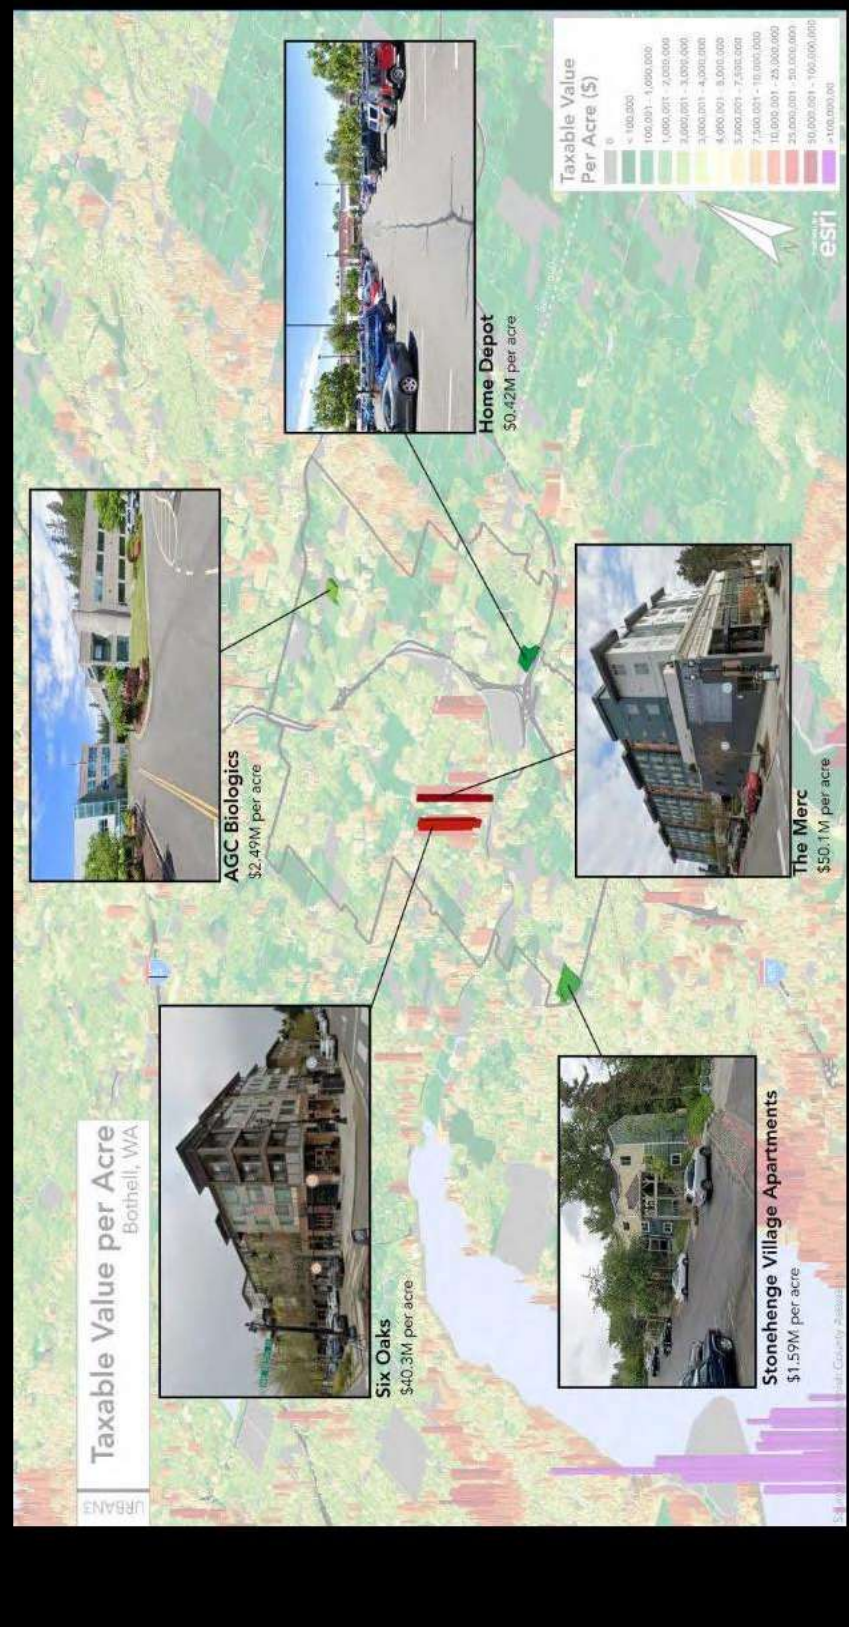 URBAN3
Taxable Value per Acre
Bothell, WA
AGC Biologics
$2.49M per acre
Six Oaks
$40.3M per acre
Home Depot
$0.42M per acre
Stonehenge Village Apartments
$1.59M per acre
The Merc
$50.1M per acre
Taxable Value
Per Acre ($)
0
< 100,000
100,001 - 1,000,000
1,000,001 - 2,000,000
2,000,001 - 3,000,000
3,000,001 - 4,000,000
4,000,001 - 5,000,000
5,000,001 - 7,500,000
7,500,001 - 10,000,000
10,000,001 - 25,000,000
25,000,001 - 50,000,000
50,000,001 - 100,000,000
>100,000,00
N
esri